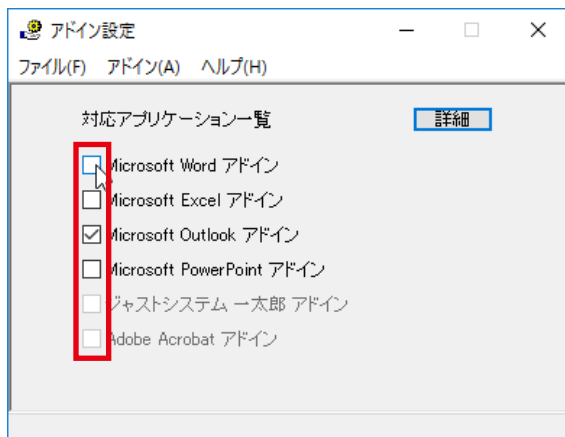 アドイン設定
ファイル(F) アドイン(A) ヘルプ(H)
対応アプリケーション一覧 詳細
Microsoft Word アドイン
Microsoft Excel アドイン
Microsoft Outlook アドイン
Microsoft PowerPoint アドイン
ジャストシステム 一太郎 アドイン
Adobe Acrobat アドイン